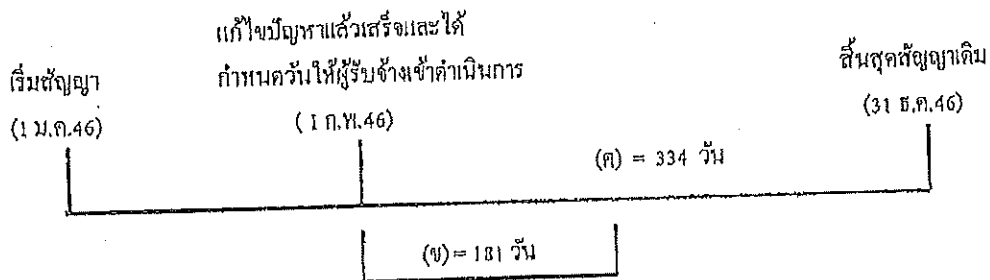 แก้ไขปัญหาแล้วเสร็จและได้
เริ่มสัญญา กำหนดวันให้ผู้รับจ้างเข้าดำเนินการ สิ้นสุดสัญญาเดิม
(1 ม.ค.46) (1 ก.พ.46) (31 ธ.ค.46)
(ค) = 334 วัน
(ข) = 181 วัน